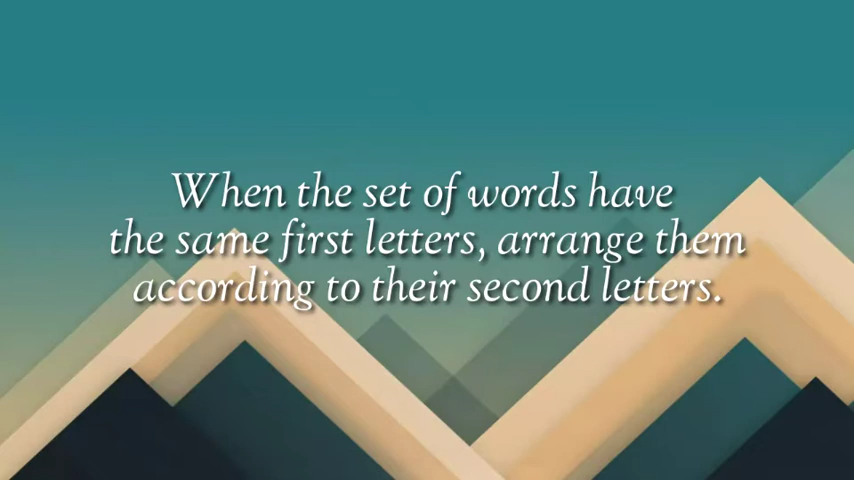 When the set of words have
the same first letters, arrange them
according to their second letters.